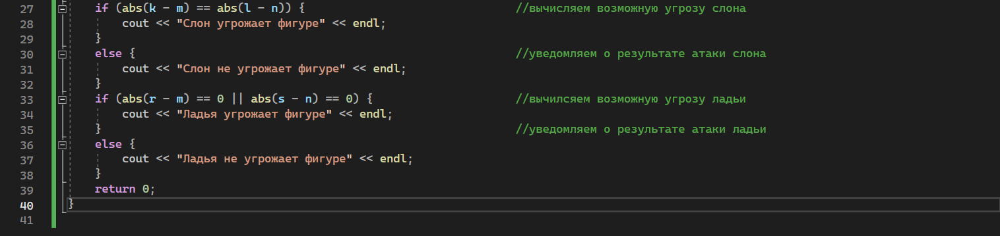 27 if (abs(k - m) == abs(l - n)) { //вычисляем возможную угрозу слона
28 cout << "Слон угрожает фигуре" << endl;
29 }
30 else { //уведомляем о результате атаки слона
31 cout << "Слон не угрожает фигуре" << endl;
32 }
33 if (abs(r - m) == 0 || abs(s - n) == 0) { //вычилсяем возможную угрозу ладьи
34 cout << "Ладья угрожает фигуре" << endl;
35 } //уведомляем о результате атаки ладьи
36 else {
37 cout << "Ладья не угрожает фигуре" << endl;
38 }
39 return 0;
40 }
41